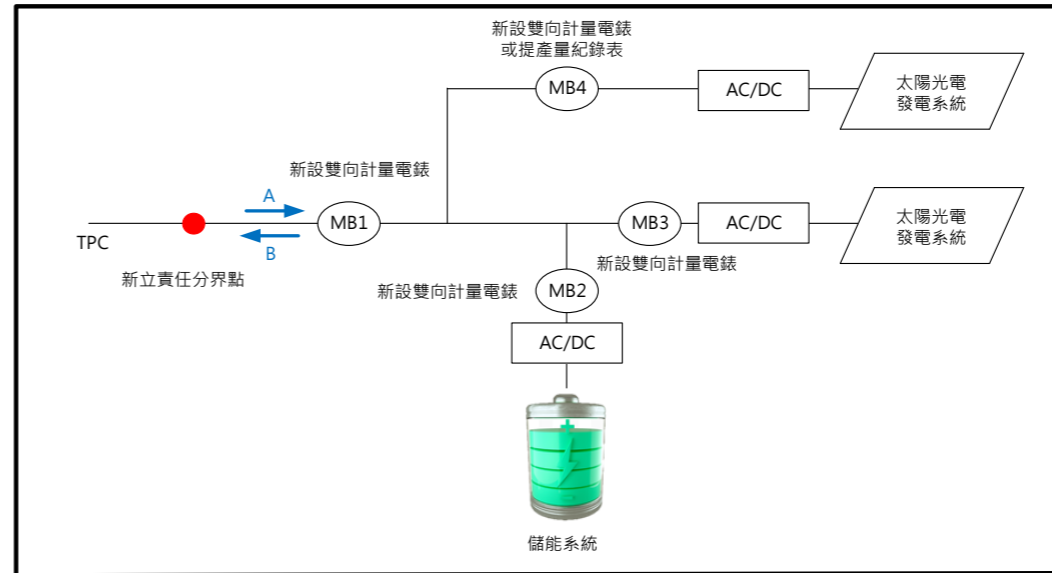 新設雙向計量電錶
或提產量紀錄表
MB4
AC/DC
太陽光電
發電系統
新設雙向計量電錶
A
MB1
B
TPC
新立責任分界點
MB3
AC/DC
太陽光電
發電系統
新設雙向計量電錶
新設雙向計量電錶
MB2
AC/DC
儲能系統